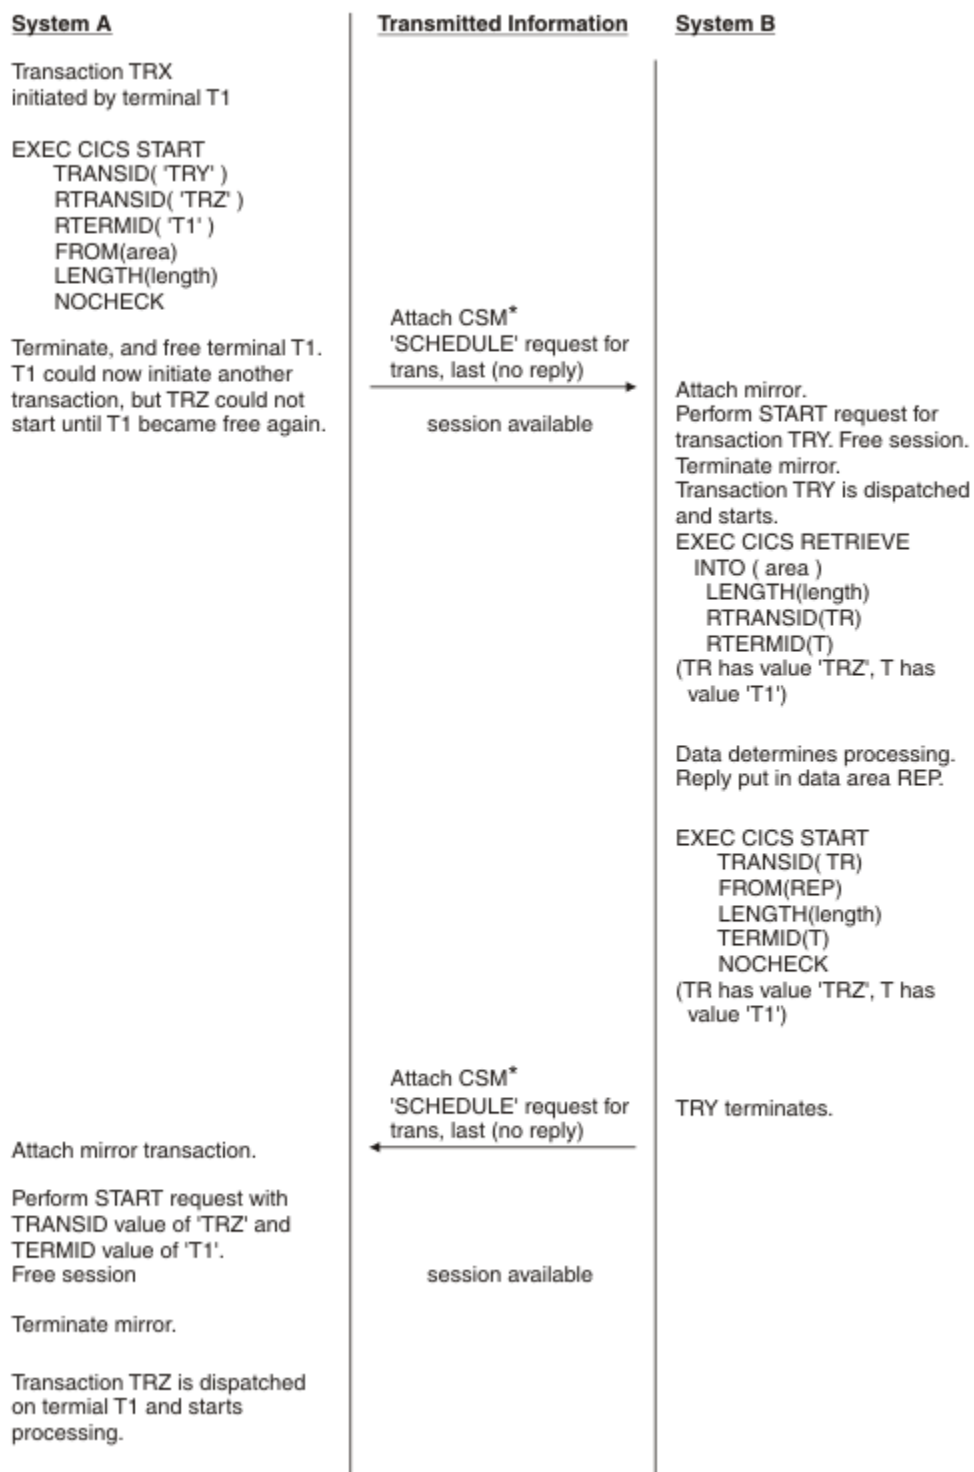 System A
Transmitted Information
System B
Transaction TRX
initiated by terminal T1
EXEC CICS START
TRANSID( 'TRY' )
RTRANSID( 'TRZ' )
RTERMID( 'T1' )
FROM(area)
LENGTH(length)
NOCHECK
Terminate, and free terminal T1.
T1 could now initiate another
transaction, but TRZ could not
start until T1 became free again.
Attach CSM*
'SCHEDULE' request for
trans, last (no reply)
session available
Attach mirror.
Perform START request for
transaction TRY. Free session.
Terminate mirror.
Transaction TRY is dispatched
and starts.
EXEC CICS RETRIEVE
INTO ( area )
LENGTH(length)
RTRANSID(TR)
RTERMID(T)
(TR has value 'TRZ', T has
value 'T1')
Data determines processing.
Reply put in data area REP.
EXEC CICS START
TRANSID( TR)
FROM(REP)
LENGTH(length)
TERMID(T)
NOCHECK
(TR has value 'TRZ', T has
value 'T1')
Attach CSM*
'SCHEDULE' request for
trans, last (no reply)
TRY terminates.
Attach mirror transaction.
Perform START request with
TRANSID value of 'TRZ' and
TERMID value of 'T1'.
Free session
session available
Terminate mirror.
Transaction TRZ is dispatched
on termial T1 and starts
processing.